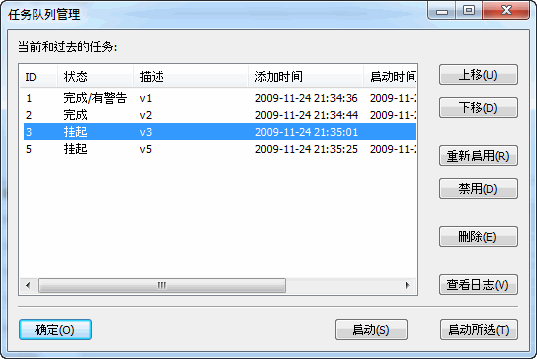 任务队列管理
当前和过去的任务:
ID 状态 描述 添加时间 启动时间
1 完成/有警告 v1 2009-11-24 21:34:36 2009-11-2
2 完成 v2 2009-11-24 21:34:44 2009-11-2
3 挂起 v3 2009-11-24 21:35:01
5 挂起 v5 2009-11-24 21:35:25 2009-11-2
上移(U)
下移(D)
重新启用(R)
禁用(D)
删除(E)
查看日志(V)
确定(O) 启动(S) 启动所选(T)